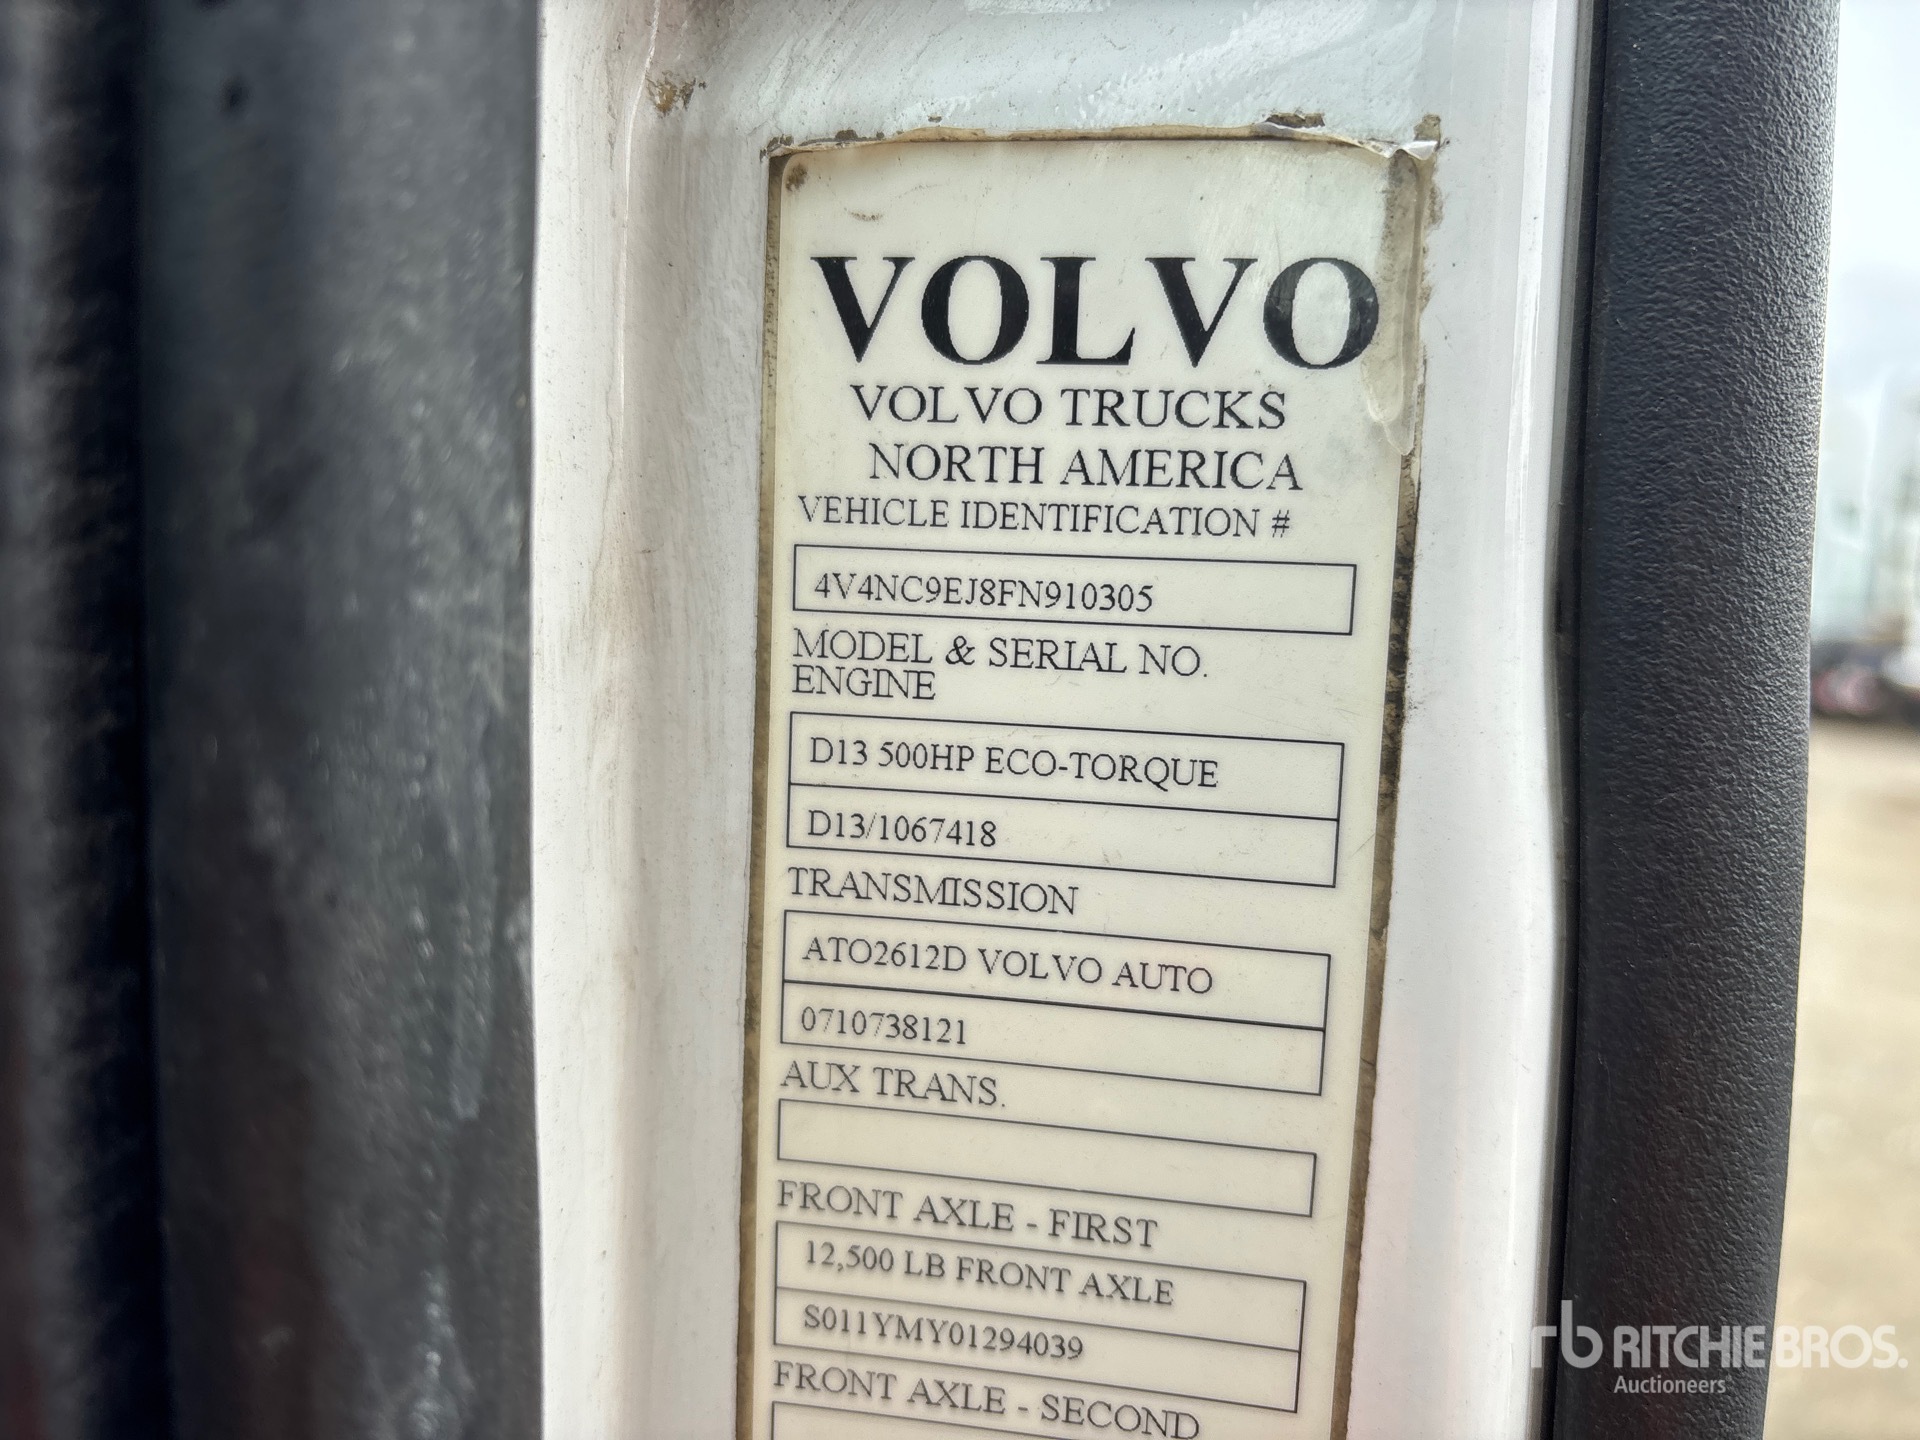 VOLVO
VOLVO TRUCKS
NORTH AMERICA
VEHICLE IDENTIFICATION #
4V4NC9EJ8FN910305
MODEL & SERIAL NO.
ENGINE
D13 500HP ECO-TORQUE
D13/1067418
TRANSMISSION
ATO2612D VOLVO AUTO
0710738121
AUX TRANS.
FRONT AXLE - FIRST
12,500 LB FRONT AXLE
S011YMY01294039
FRONT AXLE - SECOND
rb RITCHIE BROS.
Auctioneers